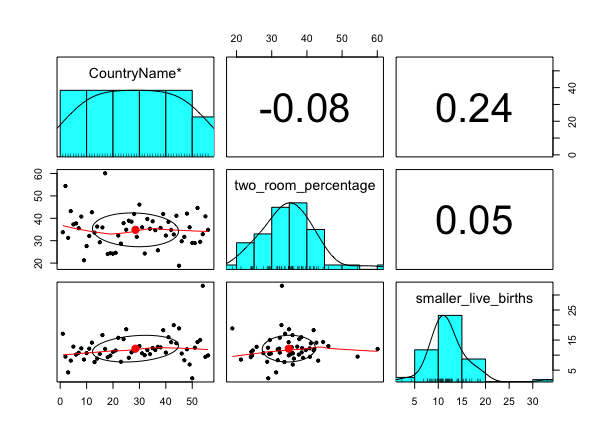 20 30 40 50 60
CountryName*
-0.08
0.24
0 20 40
20 30 40 50 60
two_room_percentage
0.05
smaller_live_births
5 15 25
0 10 20 30 40 50
5 10 15 20 25 30